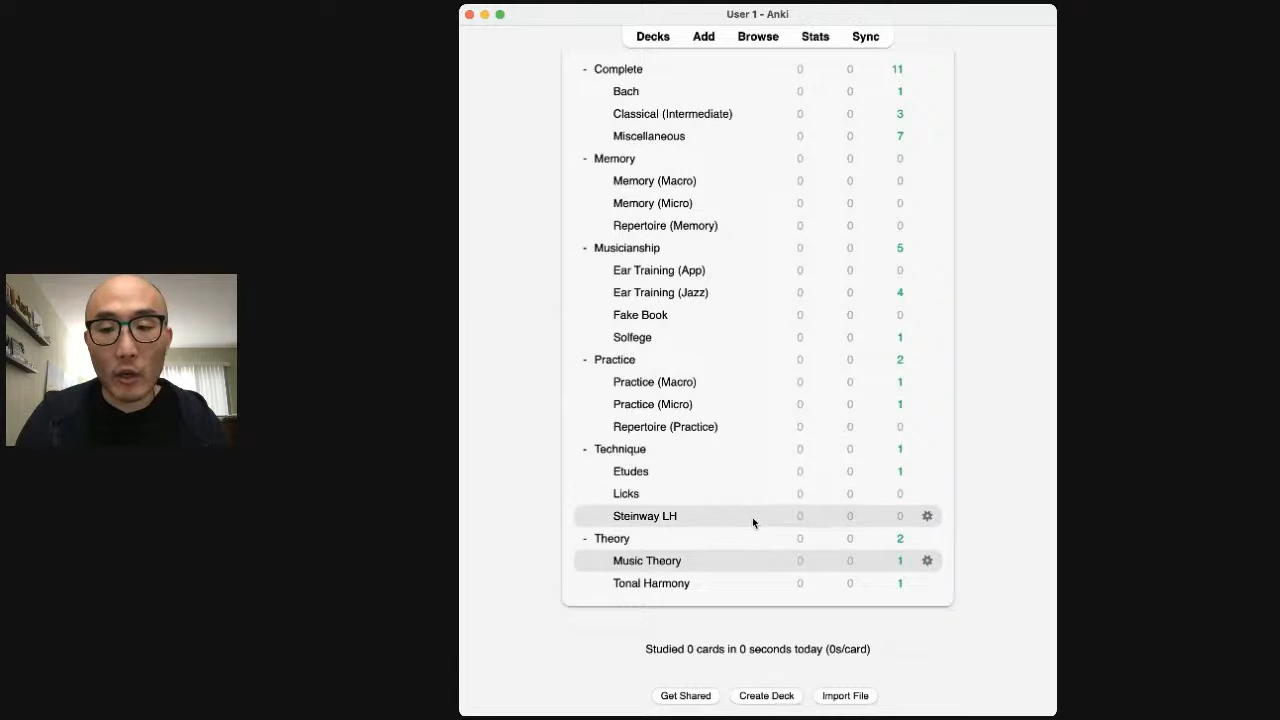 User 1 - Anki
Decks Add Browse Stats Sync
- Complete 0 0 11
Bach 0 0 1
Classical (Intermediate) 0 0 3
Miscellaneous 0 0 7
- Memory 0 0 0
Memory (Macro) 0 0 0
Memory (Micro) 0 0 0
Repertoire (Memory) 0 0 0
- Musicianship 0 0 5
Ear Training (App) 0 0 0
Ear Training (Jazz) 0 0 4
Fake Book 0 0 0
Solfege 0 0 1
- Practice 0 0 2
Practice (Macro) 0 0 1
Practice (Micro) 0 0 1
Repertoire (Practice) 0 0 0
- Technique 0 0 1
Etudes 0 0 1
Licks 0 0 0
Steinway LH 0 0 0
- Theory 0 0 2
Music Theory 0 0 1
Tonal Harmony 0 0 1
Studied 0 cards in 0 seconds today (0s/card)
Get Shared Create Deck Import File